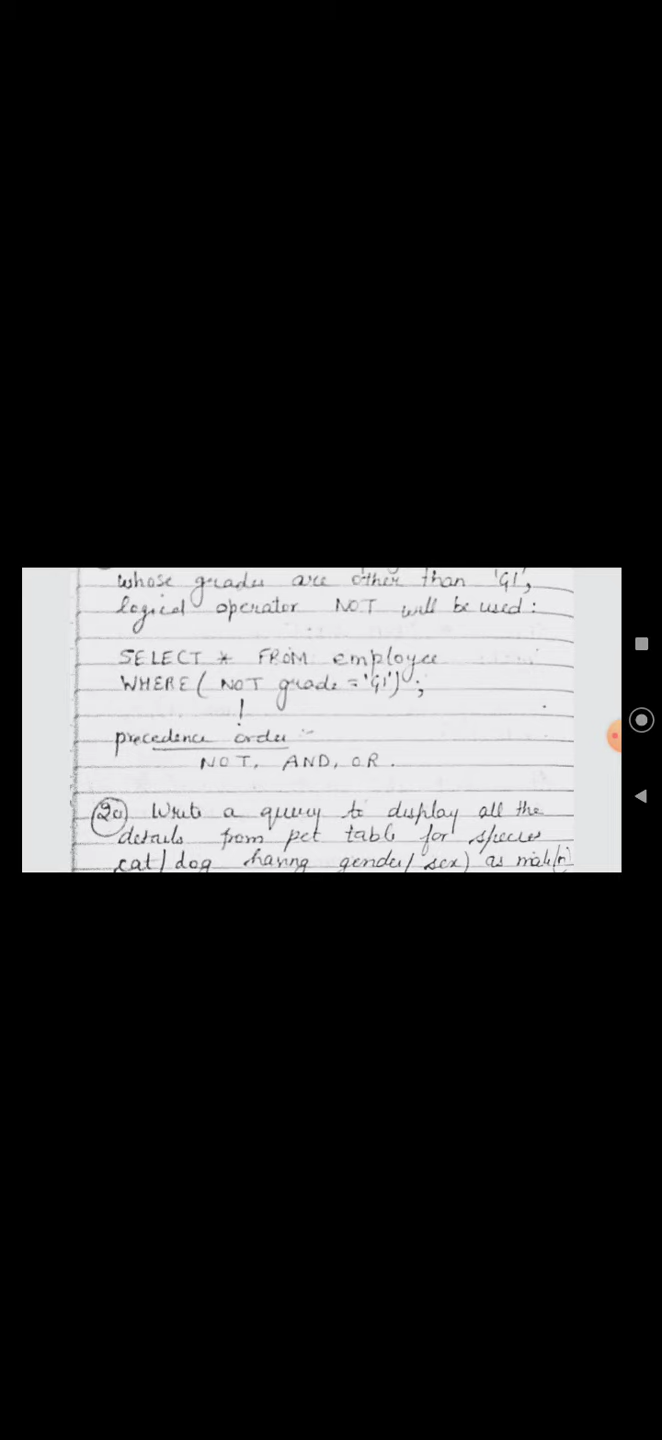 whose grades are other than 'G1',
logical operator NOT will be used :
SELECT * FROM employee
WHERE ( NOT grade = 'G1') ;
!
precedence order :-
NOT, AND, OR .
20) Write a query to display all the
details from pet table for species
cat/dog having gender/ sex) as male(m)